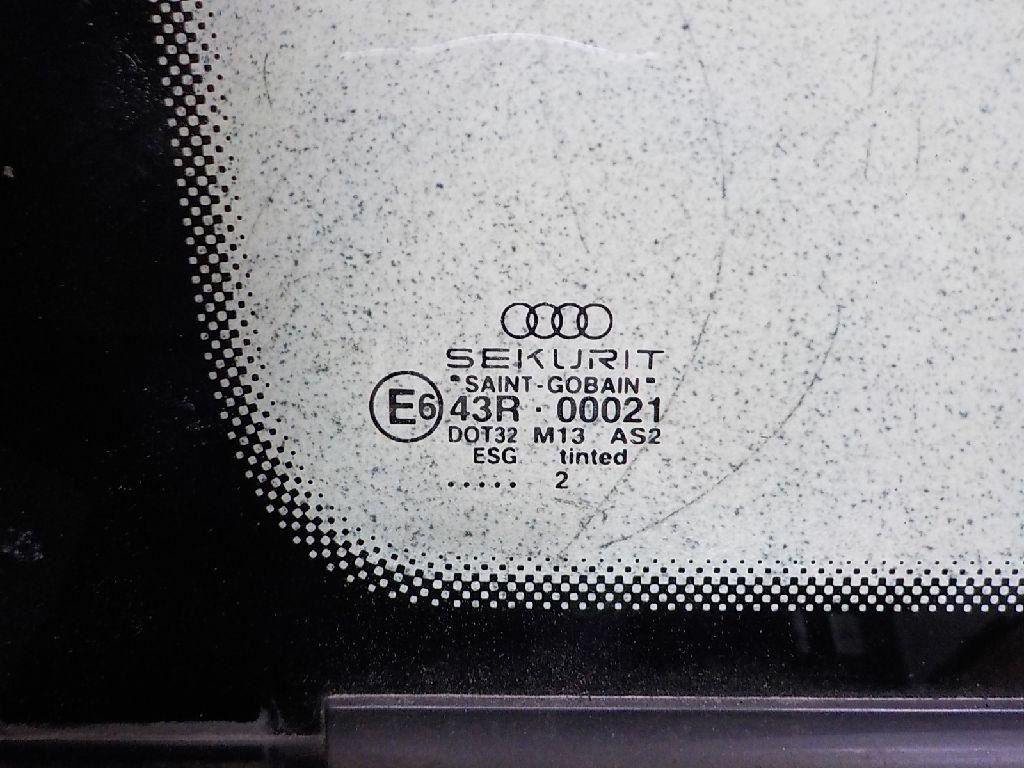 SEKURIT
"SAINT-GOBAIN"
E6 43R · 00021
DOT32 M13 AS2
ESG tinted
..... 2